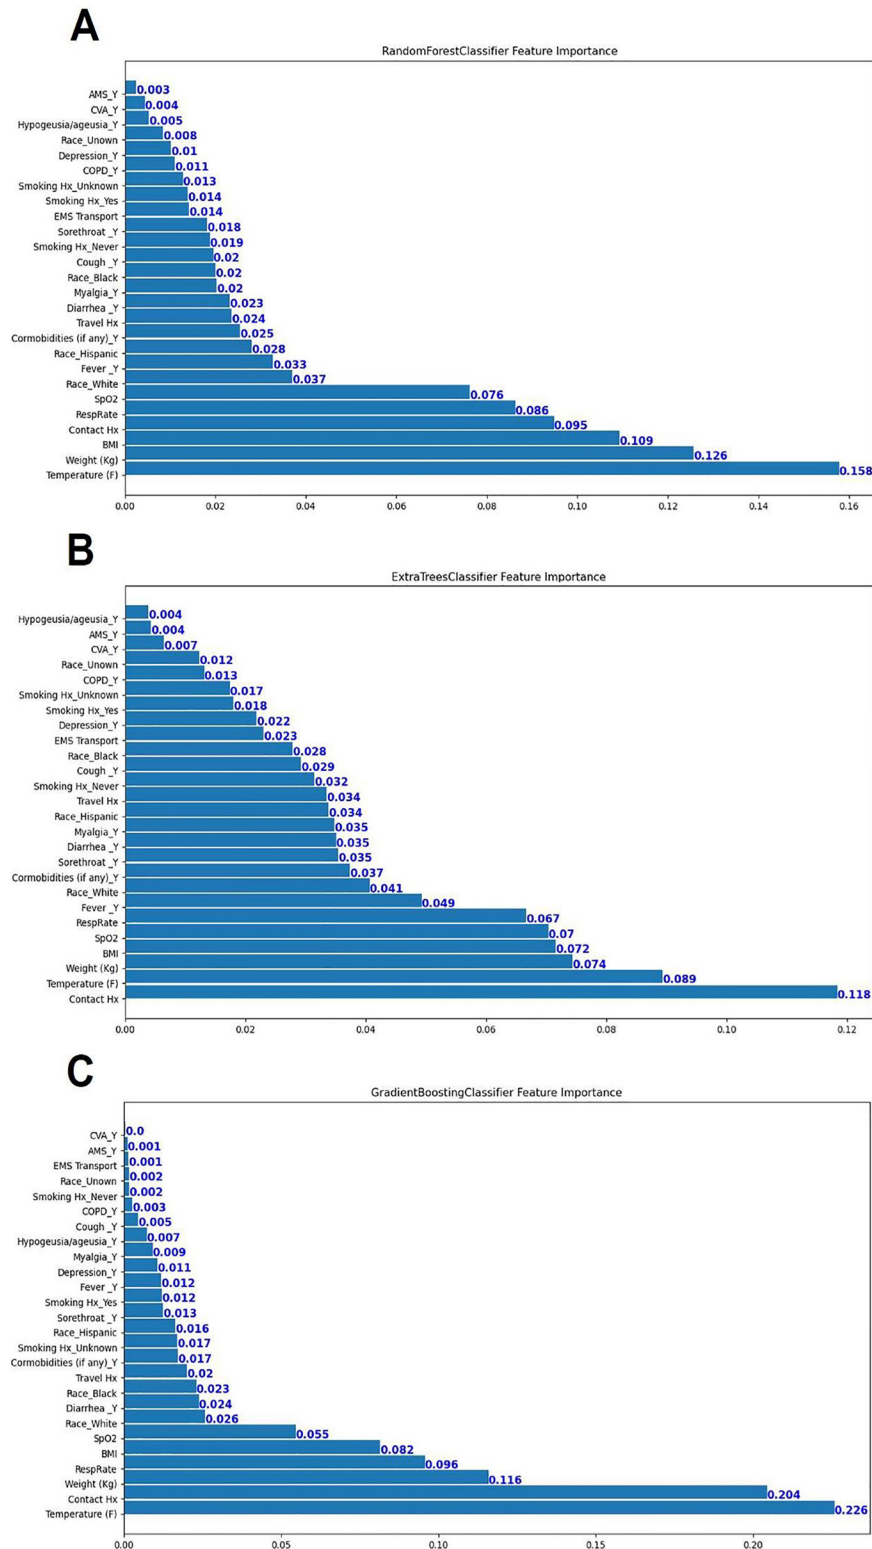 A
RandomForestClassifier Feature Importance
AMS_Y 0.003
CVA_Y 0.004
Hypogeusia/ageusia_Y 0.005
Race_Unown 0.008
Depression_Y 0.01
COPD_Y 0.011
Smoking Hx_Unknown 0.013
Smoking Hx_Yes 0.014
EMS Transport 0.014
Sorethroat _Y 0.018
Smoking Hx_Never 0.019
Cough _Y 0.02
Race_Black 0.02
Myalgia_Y 0.02
Diarrhea _Y 0.023
Travel Hx 0.024
Cormobidities (if any)_Y 0.025
Race_Hispanic 0.028
Fever _Y 0.033
Race_White 0.037
SpO2 0.076
RespRate 0.086
Contact Hx 0.095
BMI 0.109
Weight (Kg) 0.126
Temperature (F) 0.158
0.00 0.02 0.04 0.06 0.08 0.10 0.12 0.14 0.16
B
ExtraTreesClassifier Feature Importance
Hypogeusia/ageusia_Y 0.004
AMS_Y 0.004
CVA_Y 0.007
Race_Unown 0.012
COPD_Y 0.013
Smoking Hx_Unknown 0.017
Smoking Hx_Yes 0.018
Depression_Y 0.022
EMS Transport 0.023
Race_Black 0.028
Cough _Y 0.029
Smoking Hx_Never 0.032
Travel Hx 0.034
Race_Hispanic 0.034
Myalgia_Y 0.035
Diarrhea _Y 0.035
Sorethroat _Y 0.035
Cormobidities (if any)_Y 0.037
Race_White 0.041
Fever _Y 0.049
RespRate 0.067
SpO2 0.07
BMI 0.072
Weight (Kg) 0.074
Temperature (F) 0.089
Contact Hx 0.118
0.00 0.02 0.04 0.06 0.08 0.10 0.12
C
GradientBoostingClassifier Feature Importance
CVA_Y 0.0
AMS_Y 0.001
EMS Transport 0.001
Race_Unown 0.002
Smoking Hx_Never 0.002
COPD_Y 0.003
Cough _Y 0.005
Hypogeusia/ageusia_Y 0.007
Myalgia_Y 0.009
Depression_Y 0.011
Fever _Y 0.012
Smoking Hx_Yes 0.012
Sorethroat _Y 0.013
Race_Hispanic 0.016
Smoking Hx_Unknown 0.017
Cormobidities (if any)_Y 0.017
Travel Hx 0.02
Race_Black 0.023
Diarrhea _Y 0.024
Race_White 0.026
SpO2 0.055
BMI 0.082
RespRate 0.096
Weight (Kg) 0.116
Contact Hx 0.204
Temperature (F) 0.226
0.00 0.05 0.10 0.15 0.20